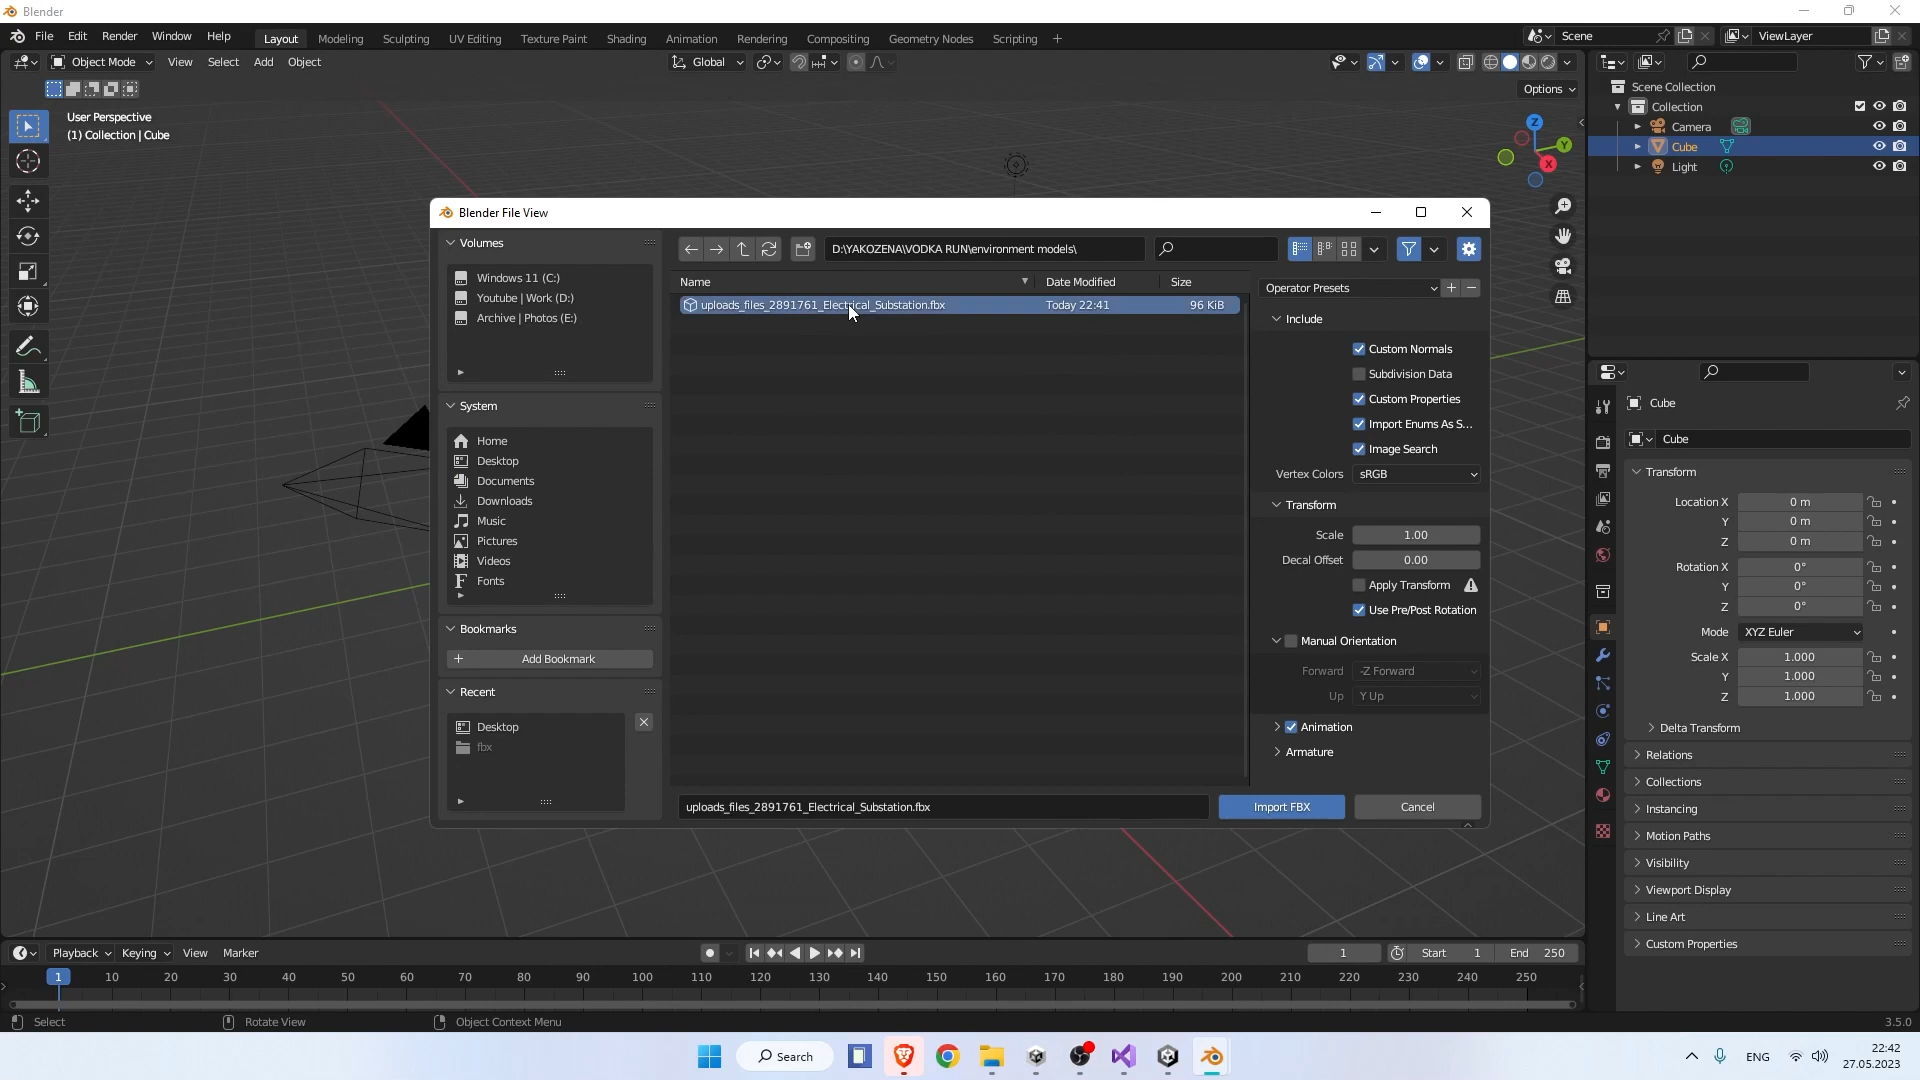 Blender
File Edit Render Window Help Layout Modeling Sculpting UV Editing Texture Paint Shading Animation Rendering Compositing Geometry Nodes Scripting + Scene ViewLayer
Object Mode View Select Add Object Global
Options
User Perspective
(1) Collection | Cube
Z
Y
X
Scene Collection
Collection
Camera
Cube
Light
Blender File View
Volumes
Windows 11 (C:)
Youtube | Work (D:)
Archive | Photos (E:)
System
Home
Desktop
Documents
Downloads
Music
Pictures
Videos
Fonts
Bookmarks
Add Bookmark
Recent
Desktop
fbx
D:\YAKOZENA\VODKA RUN\environment models\
Name Date Modified Size
uploads_files_2891761_Electrical_Substation.fbx Today 22:41 96 KiB
Operator Presets
Include
Custom Normals
Subdivision Data
Custom Properties
Import Enums As S...
Image Search
Vertex Colors sRGB
Transform
Scale 1.00
Decal Offset 0.00
Apply Transform
Use Pre/Post Rotation
Manual Orientation
Forward -Z Forward
Up Y Up
Animation
Armature
uploads_files_2891761_Electrical_Substation.fbx Import FBX Cancel
Cube
Cube
Transform
Location X 0 m
Y 0 m
Z 0 m
Rotation X 0°
Y 0°
Z 0°
Mode XYZ Euler
Scale X 1.000
Y 1.000
Z 1.000
Delta Transform
Relations
Collections
Instancing
Motion Paths
Visibility
Viewport Display
Line Art
Custom Properties
Playback Keying View Marker 1 Start 1 End 250
1 10 20 30 40 50 60 70 80 90 100 110 120 130 140 150 160 170 180 190 200 210 220 230 240 250
Select Rotate View Object Context Menu 3.5.0
Search ENG 22:42
27.05.2023